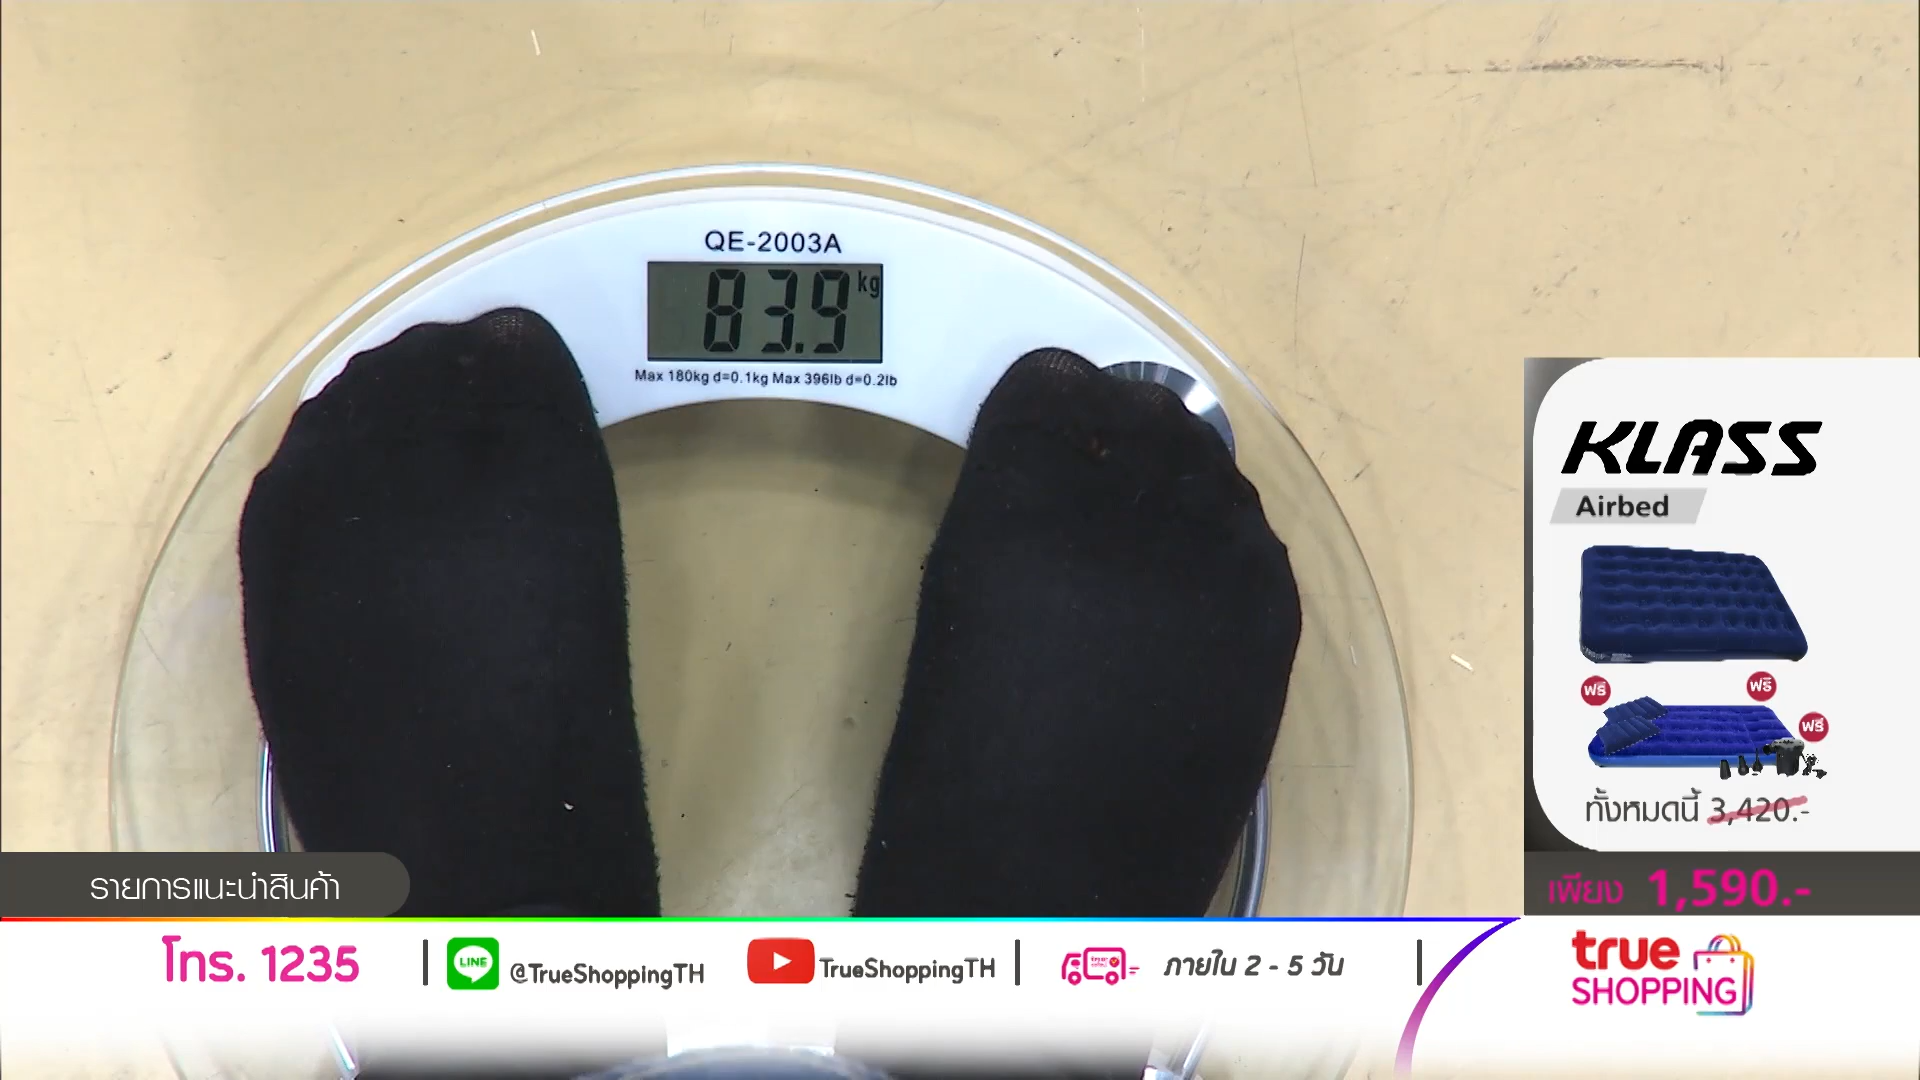 QE-2003A
83.9 kg
Max 180kg d=0.1kg Max 396lb d=0.2lb
KLASS
Airbed
ฟรี
ฟรี
ฟรี
ทั้งหมดนี้ 3,420.-
เพียง 1,590.-
รายการแนะนำสินค้า
โทร. 1235
LINE @TrueShoppingTH
TrueShoppingTH
ภายใน 2 - 5 วัน
true
SHOPPING